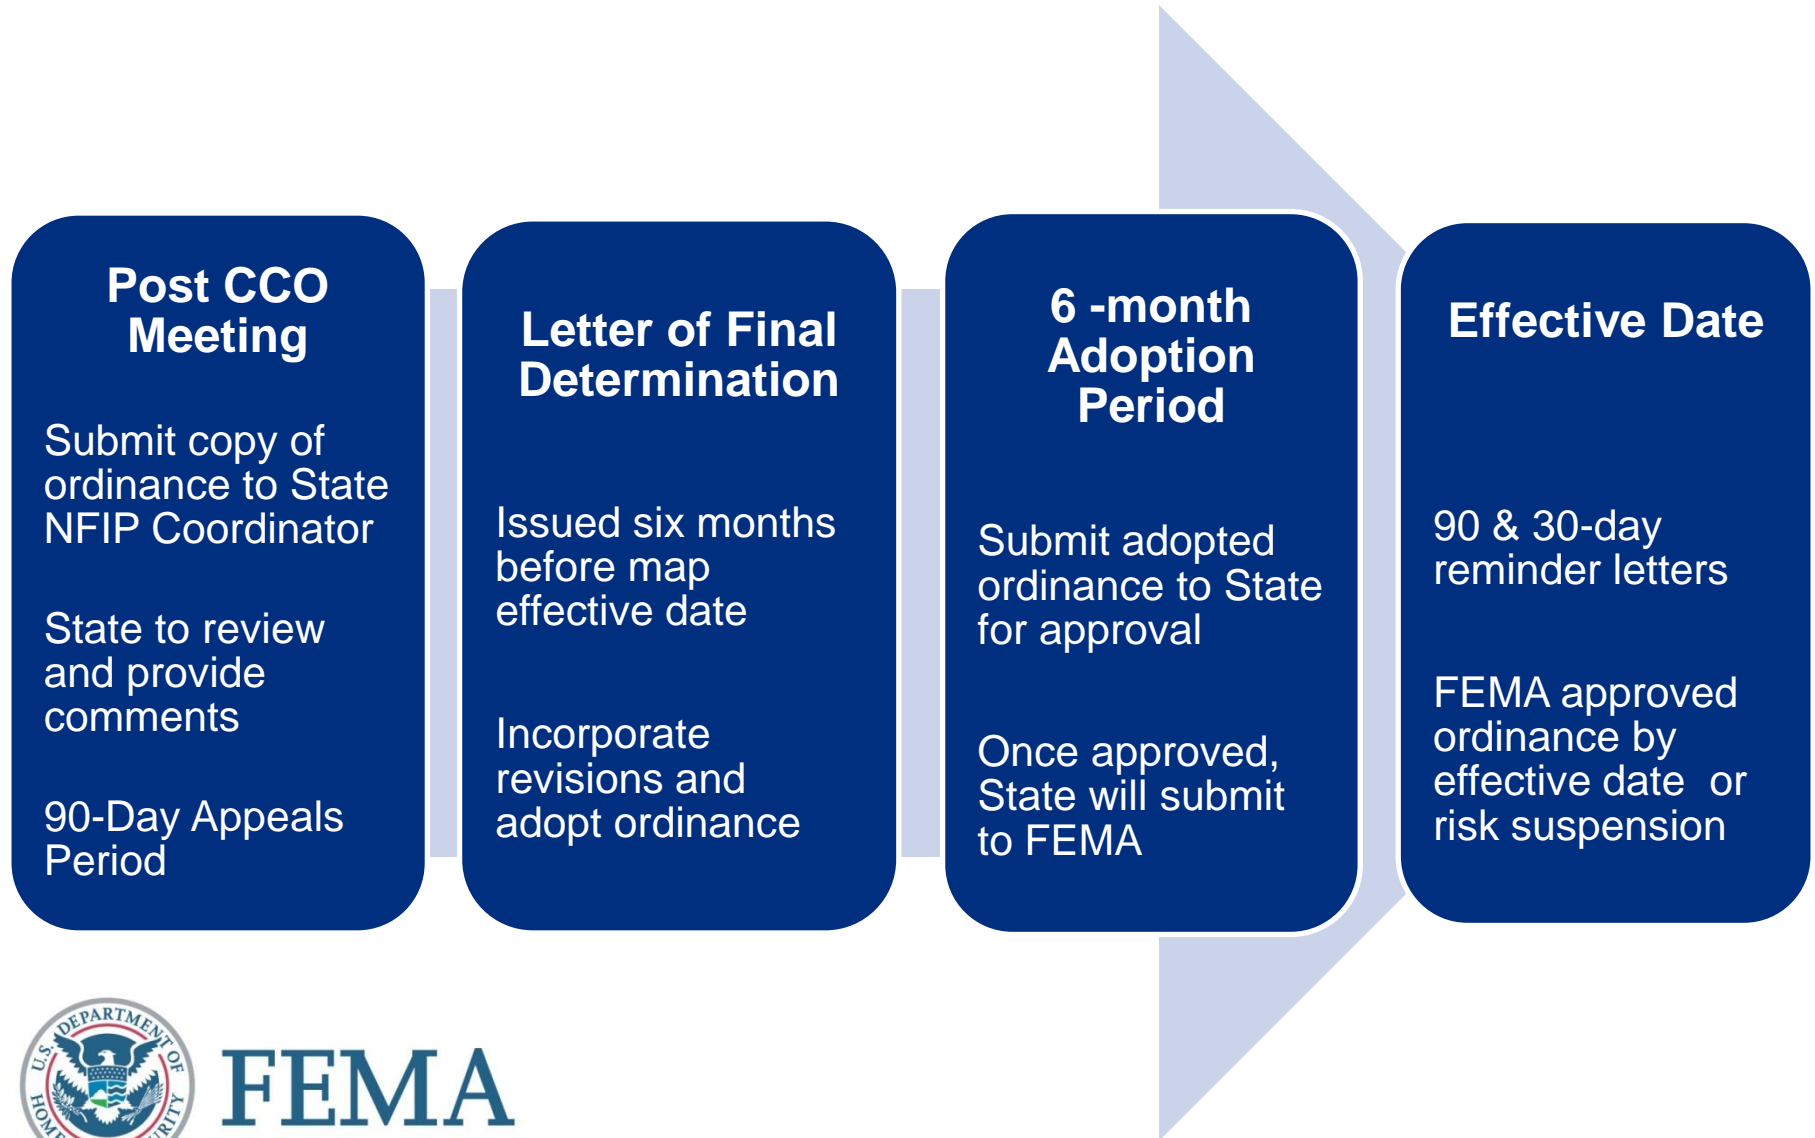 Post CCO
Meeting
Submit copy of
ordinance to State
NFIP Coordinator
State to review
and provide
comments
90-Day Appeals
Period
Letter of Final
Determination
Issued six months
before map
effective date
Incorporate
revisions and
adopt ordinance
6 -month
Adoption
Period
Submit adopted
ordinance to State
for approval
Once approved,
State will submit
to FEMA
Effective Date
90 & 30-day
reminder letters
FEMA approved
ordinance by
effective date  or
risk suspension
U.S. DEPARTMENT OF
FEMA